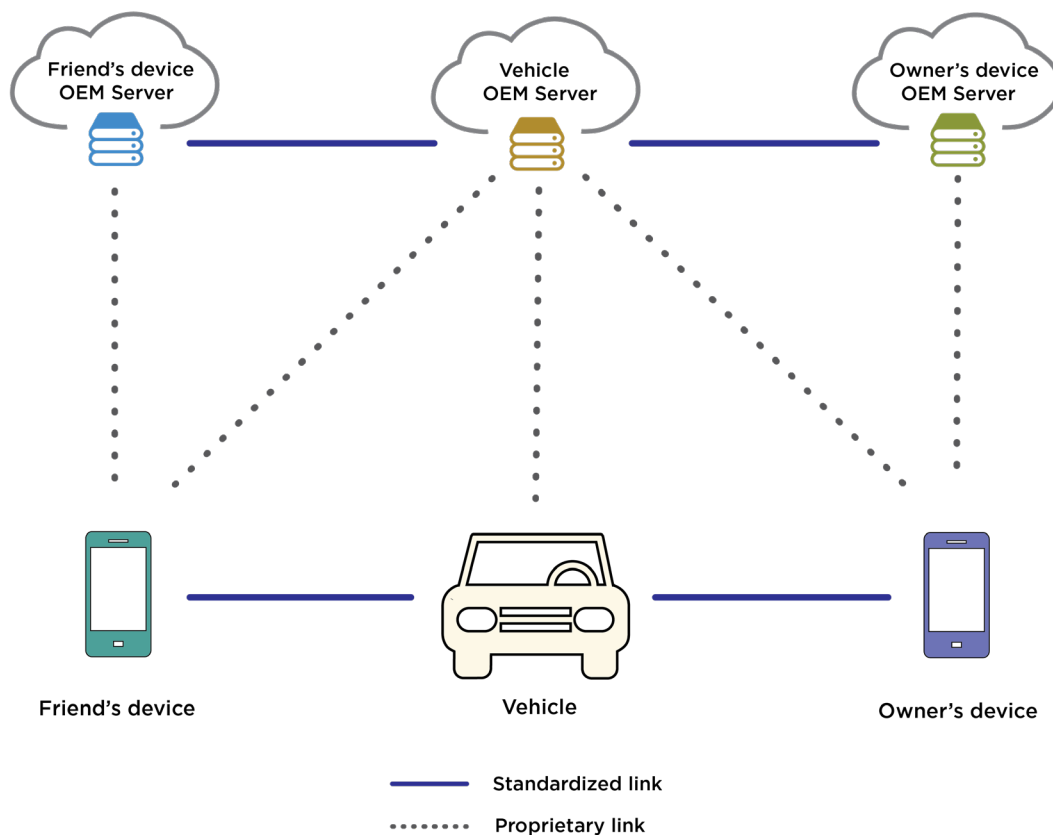 Friend's device
OEM Server
Vehicle
OEM Server
Owner's device
OEM Server
Friend's device
Vehicle
Owner's device
Standardized link
Proprietary link